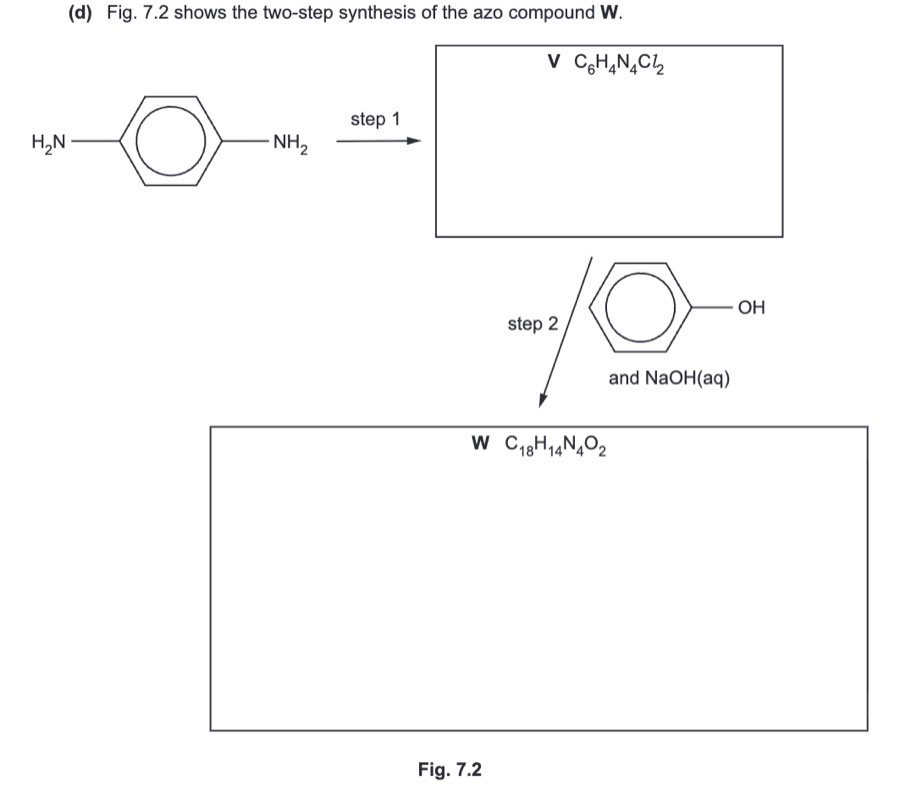 (d) Fig. 7.2 shows the two-step synthesis of the azo compound W.
V C₆H₄N₄Cl₂
step 1
H₂N
NH₂
OH
step 2
and NaOH(aq)
W C₁₈H₁₄N₄O₂
Fig. 7.2